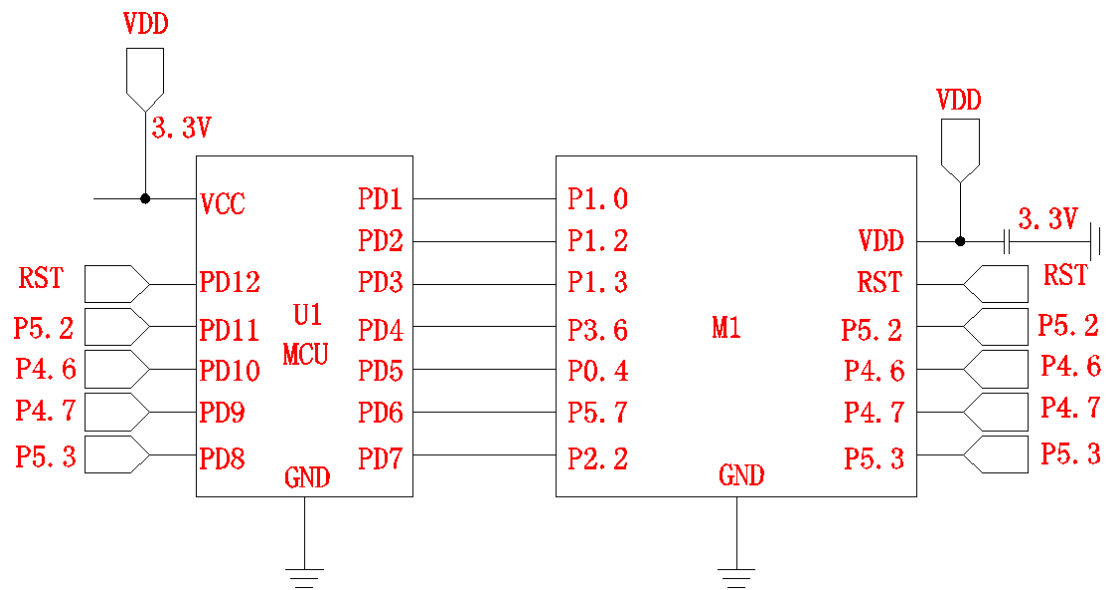 VDD
3.3V
VDD
3.3V
VCC
PD1
P1.0
PD2
P1.2
VDD
RST
PD12
PD3
P1.3
RST
RST
P5.2
PD11
U1
MCU
PD4
P3.6
M1
P5.2
P5.2
P4.6
PD10
PD5
P0.4
P4.6
P4.6
P4.7
PD9
PD6
P5.7
P4.7
P4.7
P5.3
PD8
GND
PD7
P2.2
GND
P5.3
P5.3